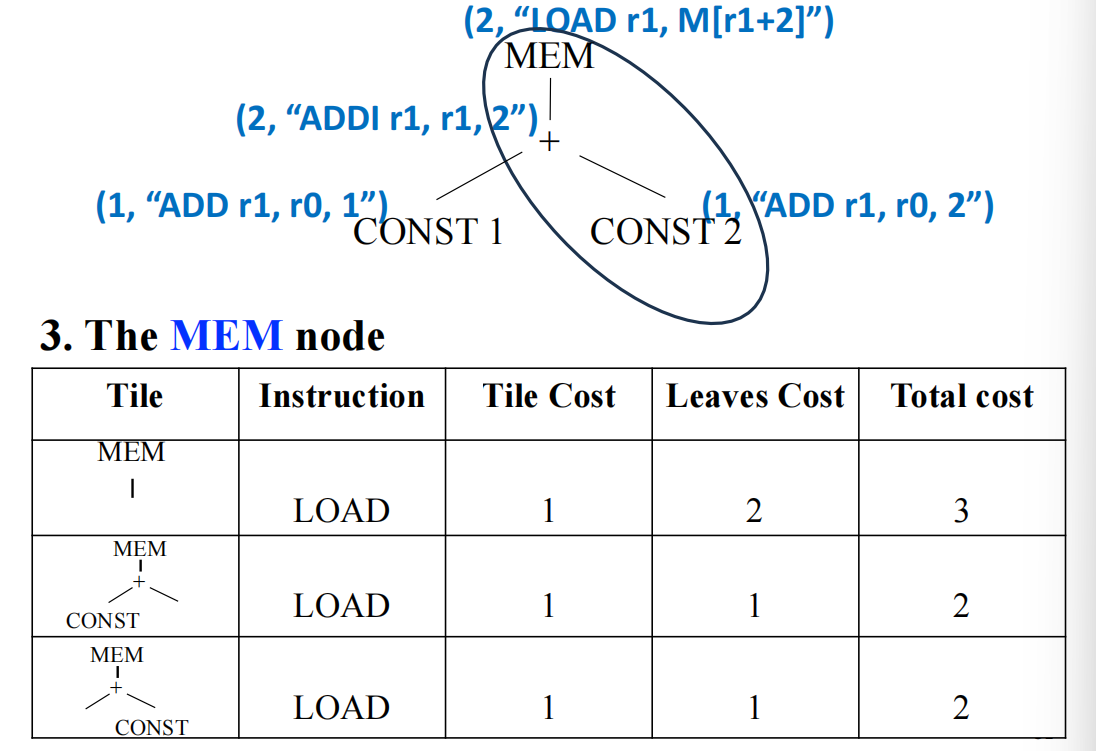 (2, “LOAD r1, M[r1+2]”)
MEM
(2, “ADDI r1, r1, 2”)
+
(1, “ADD r1, r0, 1”)
(1, “ADD r1, r0, 2”)
CONST 1
CONST 2
3. The MEM node
Tile Instruction Tile Cost Leaves Cost Total cost
MEM
LOAD 1 2 3
MEM
+
CONST
LOAD 1 1 2
MEM
+
CONST
LOAD 1 1 2